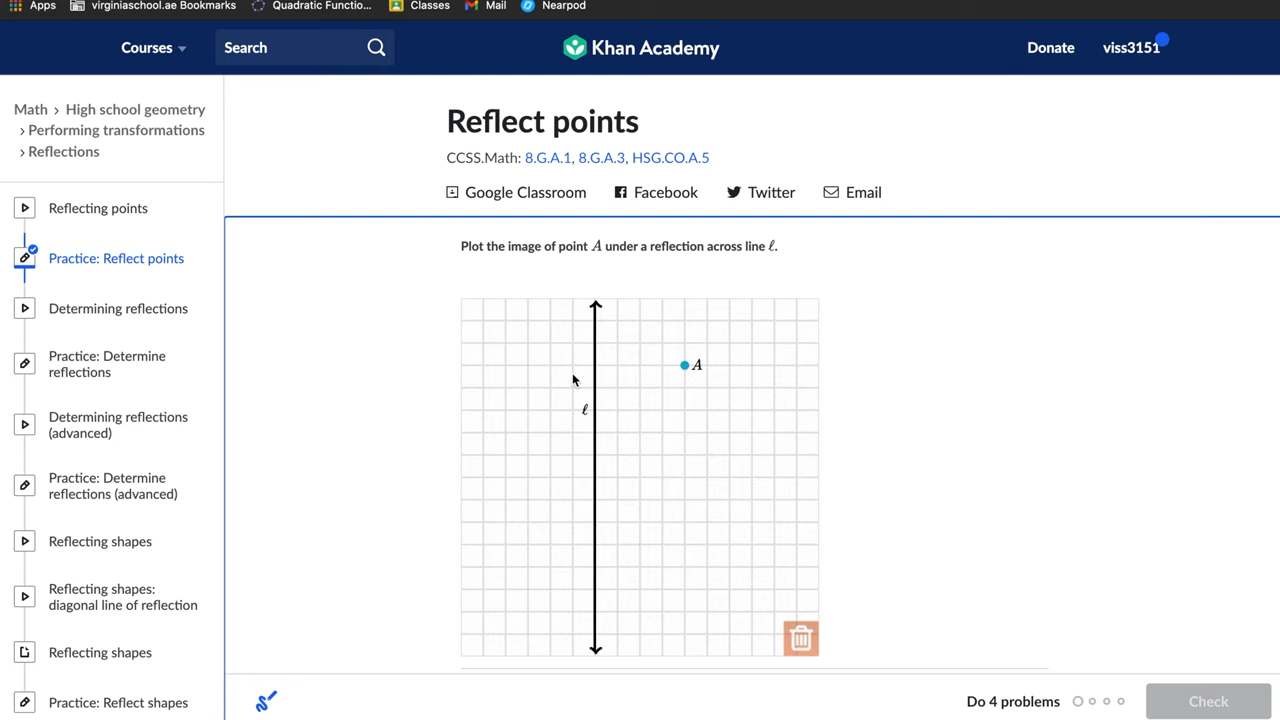 Apps virginiaschool.ae Bookmarks Quadratic Functio... Classes Mail Nearpod
Courses Search Khan Academy Donate viss3151
Math > High school geometry
> Performing transformations
> Reflections
Reflecting points
Practice: Reflect points
Determining reflections
Practice: Determine
reflections
Determining reflections
(advanced)
Practice: Determine
reflections (advanced)
Reflecting shapes
Reflecting shapes:
diagonal line of reflection
Reflecting shapes
Practice: Reflect shapes
Reflect points
CCSS.Math: 8.G.A.1, 8.G.A.3, HSG.CO.A.5
Google Classroom Facebook Twitter Email
Plot the image of point A under a reflection across line ℓ.
A
ℓ
Do 4 problems Check